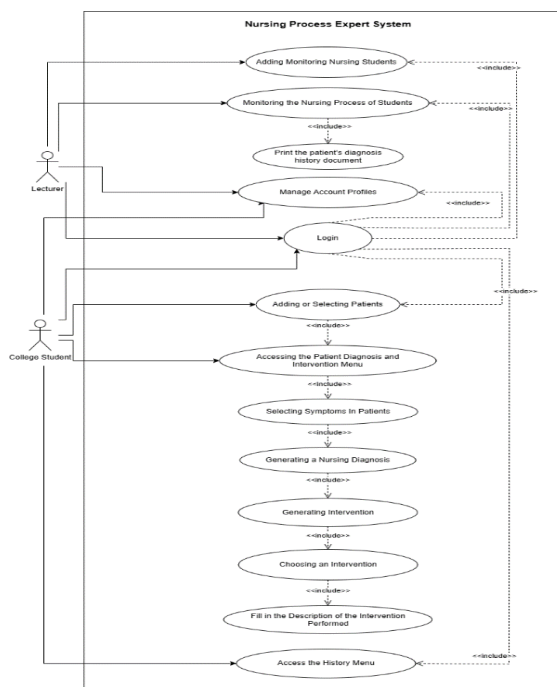 Nursing Process Expert System
Adding Monitoring Nursing Students
<<include>>
Monitoring the Nursing Process of Students
<<include>>
<<include>>
Print the patient's diagnosis
history document
Lecturer
Manage Account Profiles
<<include>>
Login
<<include>>
Adding or Selecting Patients
<<include>>
College Student
Accessing the Patient Diagnosis and
Intervention Menu
<<include>>
Selecting Symptoms In Patients
<<include>>
Generating a Nursing Diagnosis
<<include>>
Generating Intervention
<<include>>
Choosing an Intervention
<<include>>
Fill in the Description of the Intervention
Performed
<<include>>
Access the History Menu